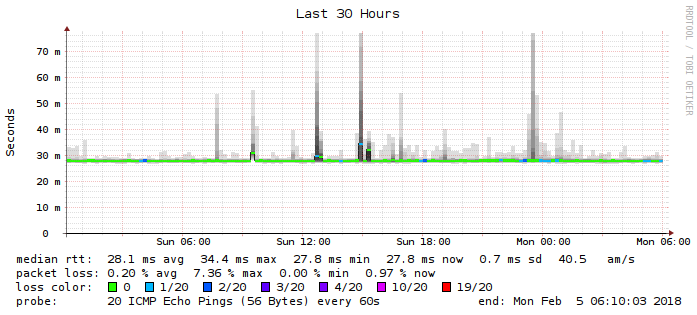 Last 30 Hours
RRDTOOL / TOBI OETIKER
Seconds
70 m
60 m
50 m
40 m
30 m
20 m
10 m
0
Sun 06:00 Sun 12:00 Sun 18:00 Mon 00:00 Mon 06:00
median rtt: 28.1 ms avg 34.4 ms max 27.8 ms min 27.8 ms now 0.7 ms sd 40.5 am/s
packet loss: 0.20 % avg 7.36 % max 0.00 % min 0.97 % now
loss color: 0 1/20 2/20 3/20 4/20 10/20 19/20
probe: 20 ICMP Echo Pings (56 Bytes) every 60s end: Mon Feb 5 06:10:03 2018